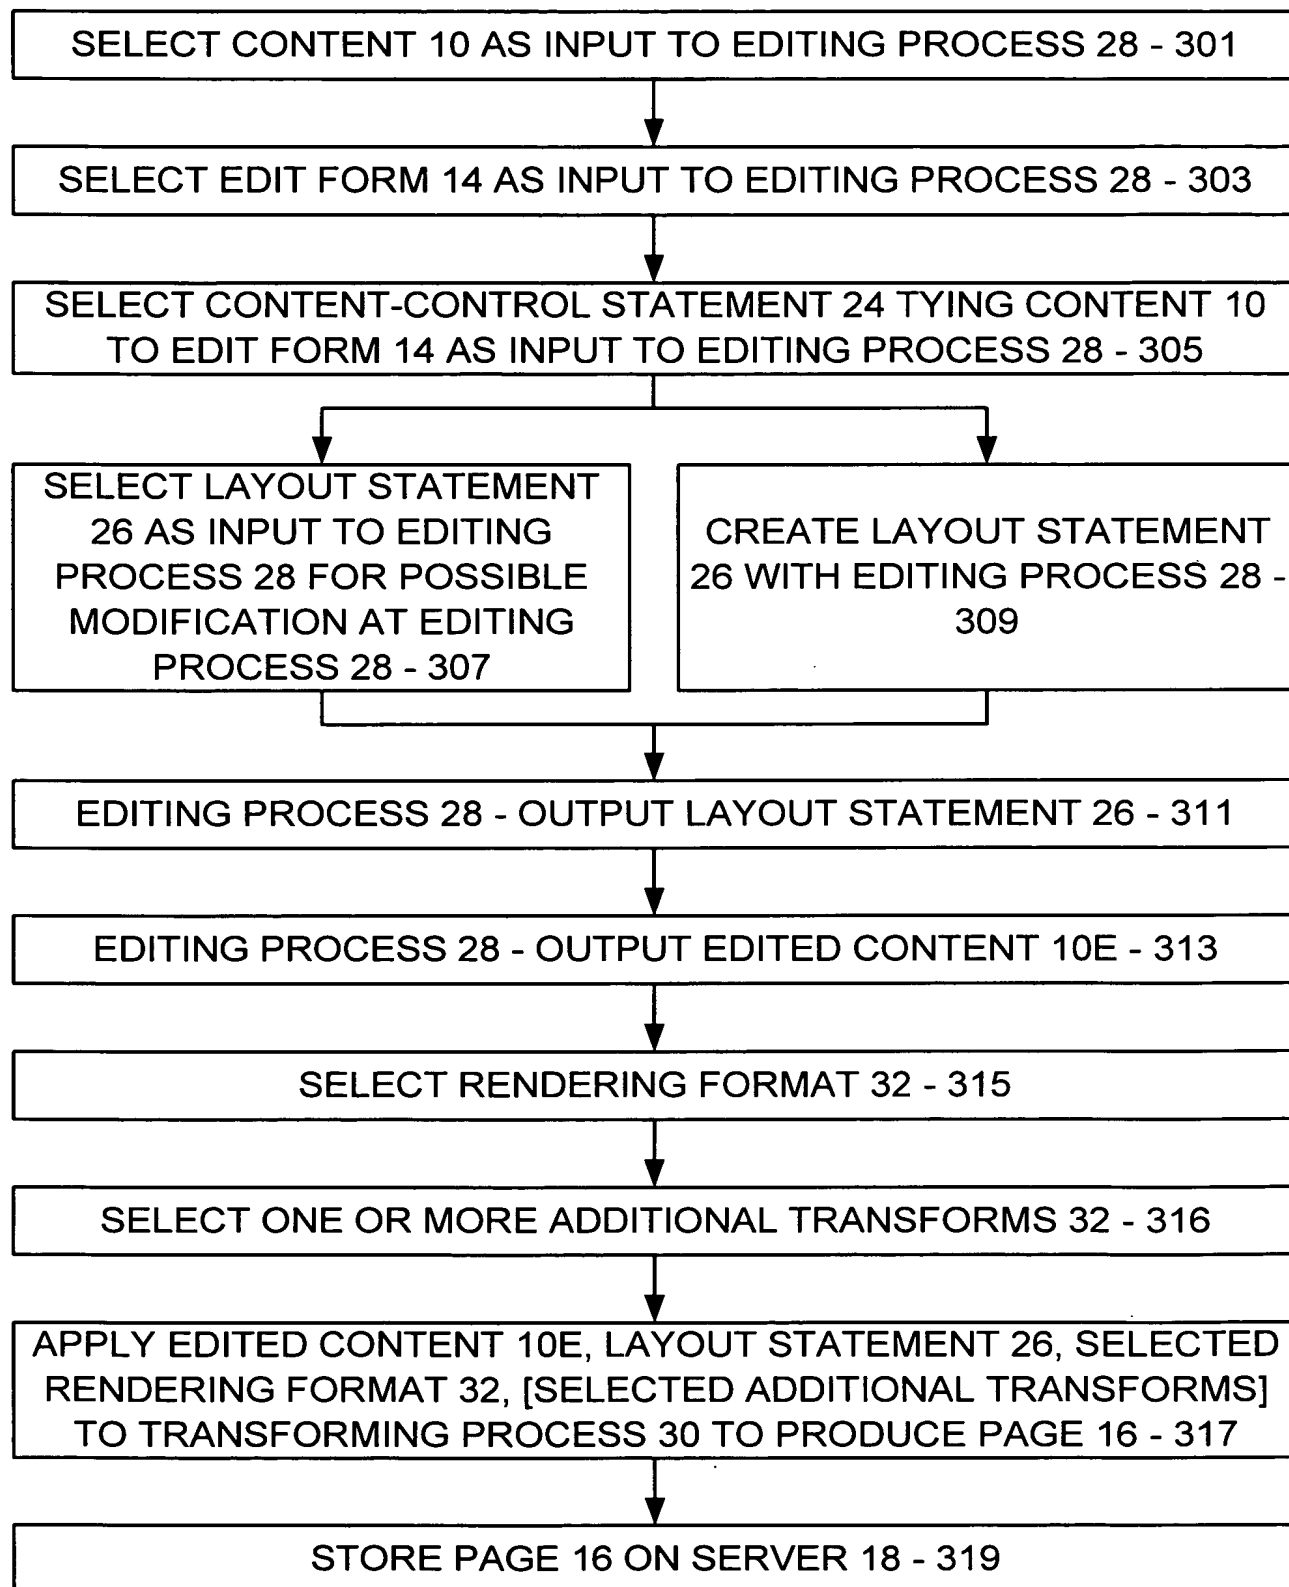 SELECT CONTENT 10 AS INPUT TO EDITING PROCESS 28 - 301
SELECT EDIT FORM 14 AS INPUT TO EDITING PROCESS 28 - 303
SELECT CONTENT-CONTROL STATEMENT 24 TYING CONTENT 10
TO EDIT FORM 14 AS INPUT TO EDITING PROCESS 28 - 305
SELECT LAYOUT STATEMENT
26 AS INPUT TO EDITING
PROCESS 28 FOR POSSIBLE
MODIFICATION AT EDITING
PROCESS 28 - 307
CREATE LAYOUT STATEMENT
26 WITH EDITING PROCESS 28 -
309
EDITING PROCESS 28 - OUTPUT LAYOUT STATEMENT 26 - 311
EDITING PROCESS 28 - OUTPUT EDITED CONTENT 10E - 313
SELECT RENDERING FORMAT 32 - 315
SELECT ONE OR MORE ADDITIONAL TRANSFORMS 32 - 316
APPLY EDITED CONTENT 10E, LAYOUT STATEMENT 26, SELECTED
RENDERING FORMAT 32, [SELECTED ADDITIONAL TRANSFORMS]
TO TRANSFORMING PROCESS 30 TO PRODUCE PAGE 16 - 317
STORE PAGE 16 ON SERVER 18 - 319